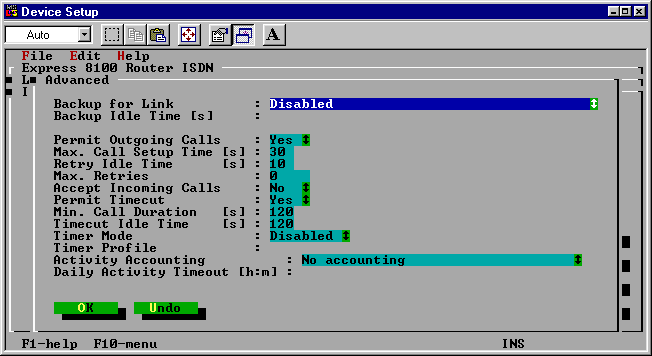 Device Setup
Auto
A
File Edit Help
Express 8100 Router ISDN
L Advanced
I
Backup for Link : Disabled
Backup Idle Time [s] :
Permit Outgoing Calls : Yes
Max. Call Setup Time [s] : 30
Retry Idle Time [s] : 10
Max. Retries : 0
Accept Incoming Calls : No
Permit Timecut : Yes
Min. Call Duration [s] : 120
Timecut Idle Time [s] : 120
Timer Mode : Disabled
Timer Profile :
Activity Accounting : No accounting
Daily Activity Timeout [h:m] :
OK Undo
F1-help F10-menu INS